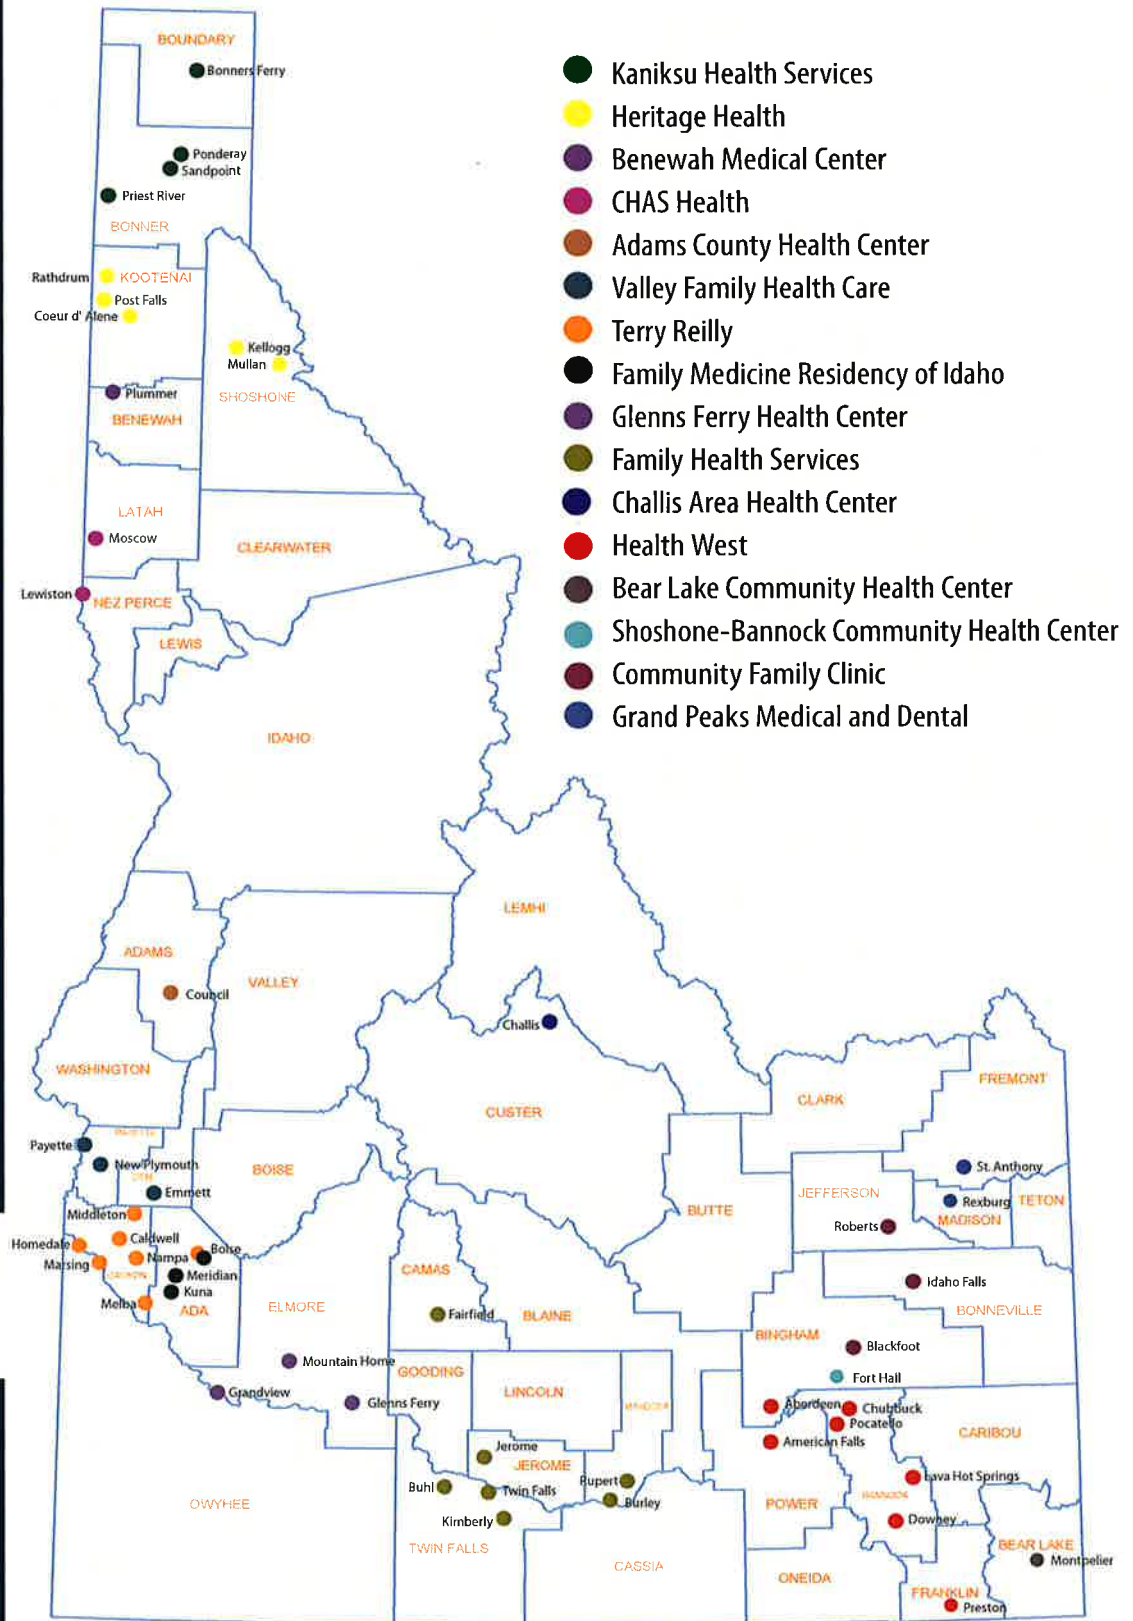 Kaniksu Health Services
Heritage Health
Benewah Medical Center
CHAS Health
Adams County Health Center
Valley Family Health Care
Terry Reilly
Family Medicine Residency of Idaho
Glenns Ferry Health Center
Family Health Services
Challis Area Health Center
Health West
Bear Lake Community Health Center
Shoshone-Bannock Community Health Center
Community Family Clinic
Grand Peaks Medical and Dental
BOUNDARY
Bonners Ferry
Ponderay
Sandpoint
Priest River
BONNER
Rathdrum
KOOTENAI
Post Falls
Coeur d' Alene
Kellogg
Mullan
SHOSHONE
Plummer
BENEWAH
LATAH
Moscow
CLEARWATER
Lewiston
NEZ PERCE
LEWIS
IDAHO
LEMHI
ADAMS
VALLEY
Council
Challis
WASHINGTON
CUSTER
CLARK
FREMONT
Payette
New Plymouth
Emmett
BOISE
St. Anthony
JEFFERSON
Rexburg
TETON
MADISON
BUTTE
Roberts
Middleton
Caldwell
Homedale
Nampa
Boise
Marsing
Meridian
Kuna
Melba
ADA
ELMORE
CAMAS
Fairfield
BLAINE
Idaho Falls
BONNEVILLE
BINGHAM
Blackfoot
Fort Hall
Mountain Home
GOODING
LINCOLN
Grandview
Glenns Ferry
Aberdeen
Chubbuck
Pocatello
American Falls
CARIBOU
Jerome
JEROME
Buhl
Twin Falls
Rupert
Burley
Kimberly
Lava Hot Springs
POWER
BANNOCK
Downey
OWYHEE
TWIN FALLS
CASSIA
ONEIDA
BEAR LAKE
Montpelier
FRANKLIN
Preston